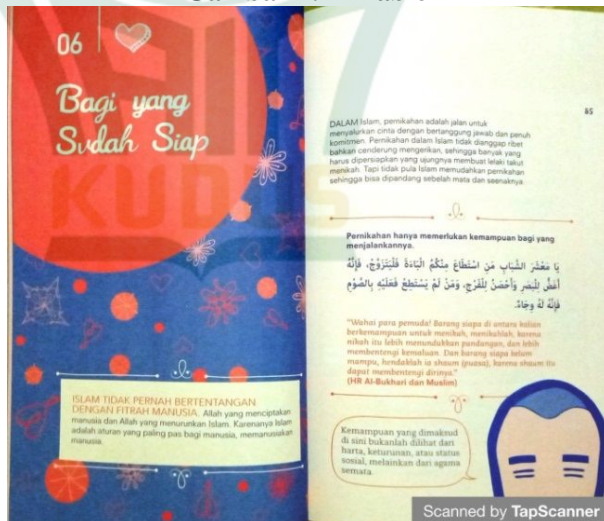 06
Bagi yang
Sudah Siap
ISLAM TIDAK PERNAH BERTENTANGAN
DENGAN FITRAH MANUSIA. Allah yang menciptakan
manusia dan Allah yang menurunkan Islam. Karenanya Islam
adalah aturan yang paling pas bagi manusia, memanusiakan
manusia.
65
DALAM Islam, pernikahan adalah jalan untuk
menyalurkan cinta dengan bertanggung jawab dan penuh
komitmen. Pernikahan dalam Islam tidak dianggap ribet
bahkan cenderung mengerikan, sehingga banyak yang
harus dipersiapkan yang ujungnya membuat lelaki takut
menikah. Tapi tidak pula Islam memudahkan pernikahan
sehingga bisa dipandang sebelah mata dan seenaknya.
Pernikahan hanya memerlukan kemampuan bagi yang
menjalankannya.
يَا مَعْشَرَ الشَّبَابِ مَنِ اسْتَطَاعَ مِنْكُمُ الْبَاءَةَ فَلْيَتَزَوَّجْ، فَإِنَّهُ
أَغَضُّ لِلْبَصَرِ وَأَحْصَنُ لِلْفَرْجِ، وَمَنْ لَمْ يَسْتَطِعْ فَعَلَيْهِ بِالصَّوْمِ
فَإِنَّهُ لَهُ وِجَاءٌ.
"Wahai para pemuda! Barang siapa di antara kalian
berkemampuan untuk menikah, menikahlah, karena
nikah itu lebih menundukkan pandangan, dan lebih
membentengi kemaluan. Dan barang siapa belum
mampu, hendaklah ia shaum (puasa), karena shaum itu
dapat membentengi dirinya."
(HR Al-Bukhari dan Muslim)
Kemampuan yang dimaksud
di sini bukanlah dilihat dari
harta, keturunan, atau status
sosial, melainkan dari agama
semata.
KUDUS
Scanned by TapScanner